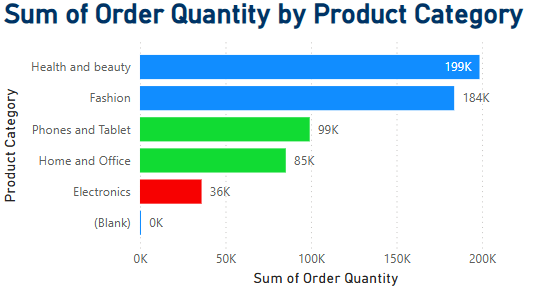 Sum of Order Quantity by Product Category
Product Category
Health and beauty 199K
Fashion 184K
Phones and Tablet 99K
Home and Office 85K
Electronics 36K
(Blank) 0K
0K 50K 100K 150K 200K
Sum of Order Quantity